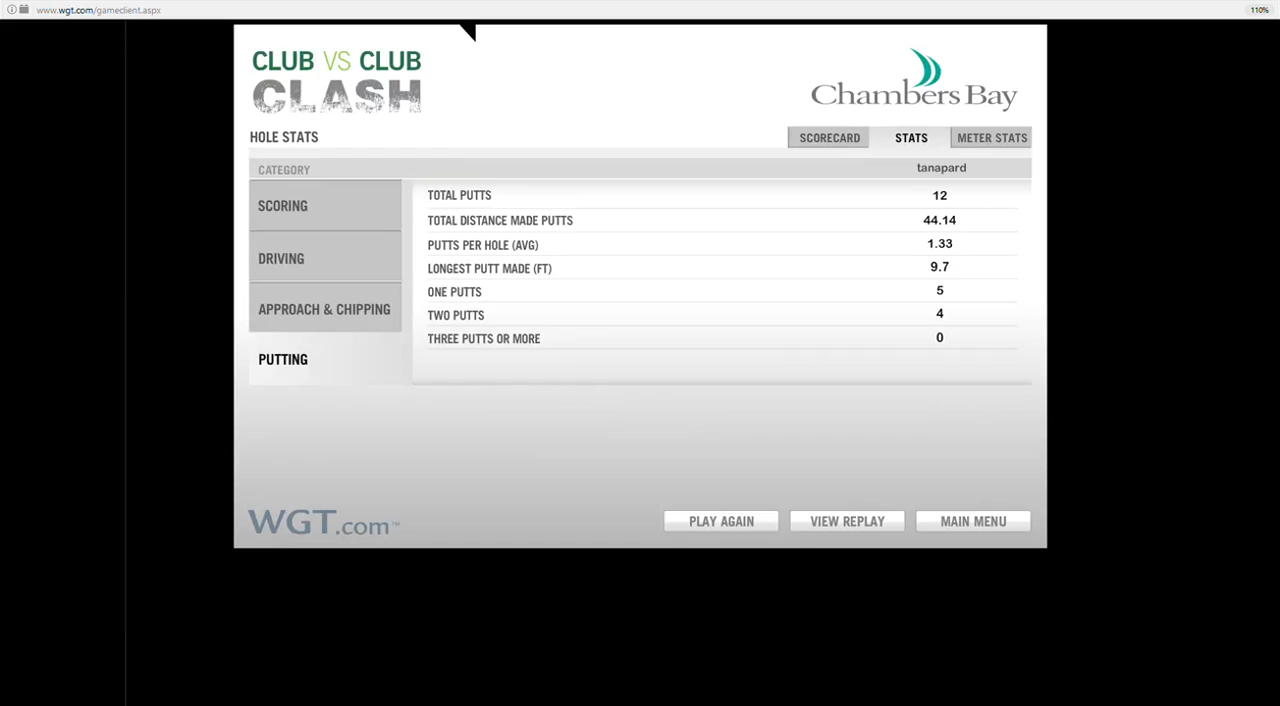 www.wgt.com/gameclient.aspx 110%
CLUB VS CLUB
CLASH
Chambers Bay
HOLE STATS SCORECARD STATS METER STATS
CATEGORY tanapard
SCORING
DRIVING
APPROACH & CHIPPING
PUTTING
TOTAL PUTTS 12
TOTAL DISTANCE MADE PUTTS 44.14
PUTTS PER HOLE (AVG) 1.33
LONGEST PUTT MADE (FT) 9.7
ONE PUTTS 5
TWO PUTTS 4
THREE PUTTS OR MORE 0
WGT.com™ PLAY AGAIN VIEW REPLAY MAIN MENU